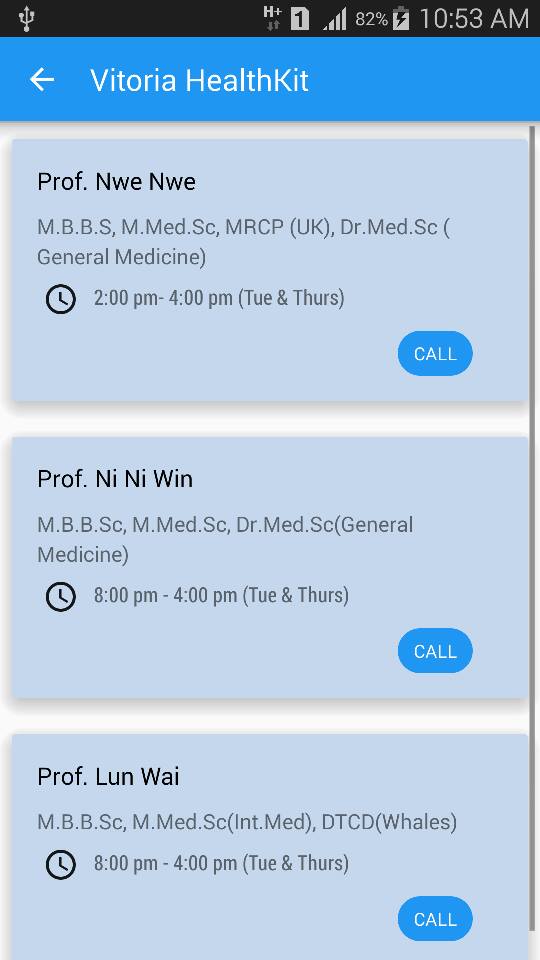 H+ 1 82% 10:53 AM
Vitoria HealthKit
Prof. Nwe Nwe
M.B.B.S, M.Med.Sc, MRCP (UK), Dr.Med.Sc (
General Medicine)
2:00 pm- 4:00 pm (Tue & Thurs)
CALL
Prof. Ni Ni Win
M.B.B.Sc, M.Med.Sc, Dr.Med.Sc(General
Medicine)
8:00 pm - 4:00 pm (Tue & Thurs)
CALL
Prof. Lun Wai
M.B.B.Sc, M.Med.Sc(Int.Med), DTCD(Whales)
8:00 pm - 4:00 pm (Tue & Thurs)
CALL